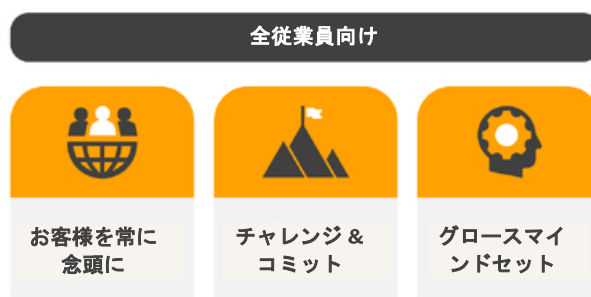 全従業員向け
お客様を常に
念頭に
チャレンジ &
コミット
グロースマイ
ンドセット